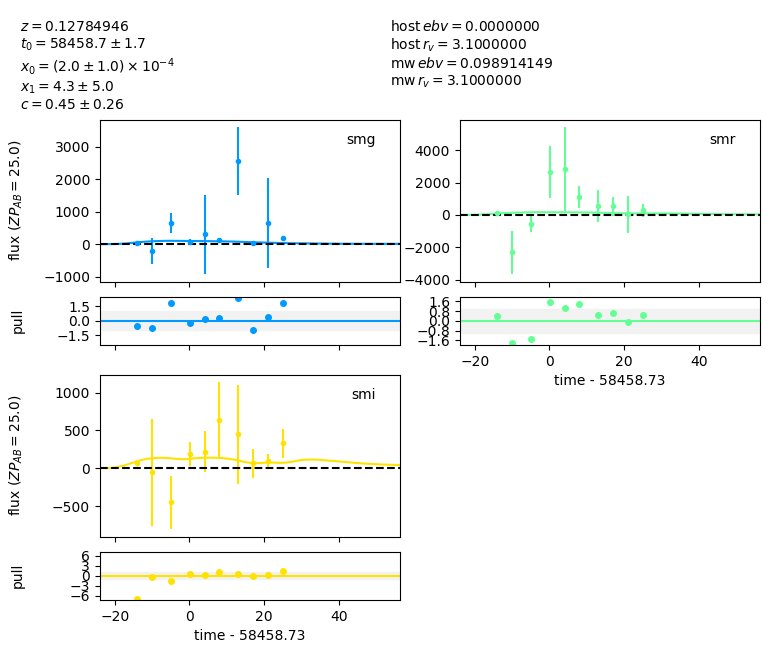 z = 0.12784946
t₀ = 58458.7 ± 1.7
x₀ = (2.0 ± 1.0) × 10⁻⁴
x₁ = 4.3 ± 5.0
c = 0.45 ± 0.26
host ebv = 0.0000000
host r_v = 3.1000000
mw ebv = 0.098914149
mw r_v = 3.1000000
flux (ZP_AB = 25.0)
3000
2000
1000
0
−1000
smg
4000
2000
0
−2000
−4000
smr
pull
1.5
0.0
−1.5
1.6
0.8
0.0
−0.8
−1.6
−20
0
20
40
time - 58458.73
flux (ZP_AB = 25.0)
1000
500
0
−500
smi
pull
6
3
0
−3
−6
−20
0
20
40
time - 58458.73